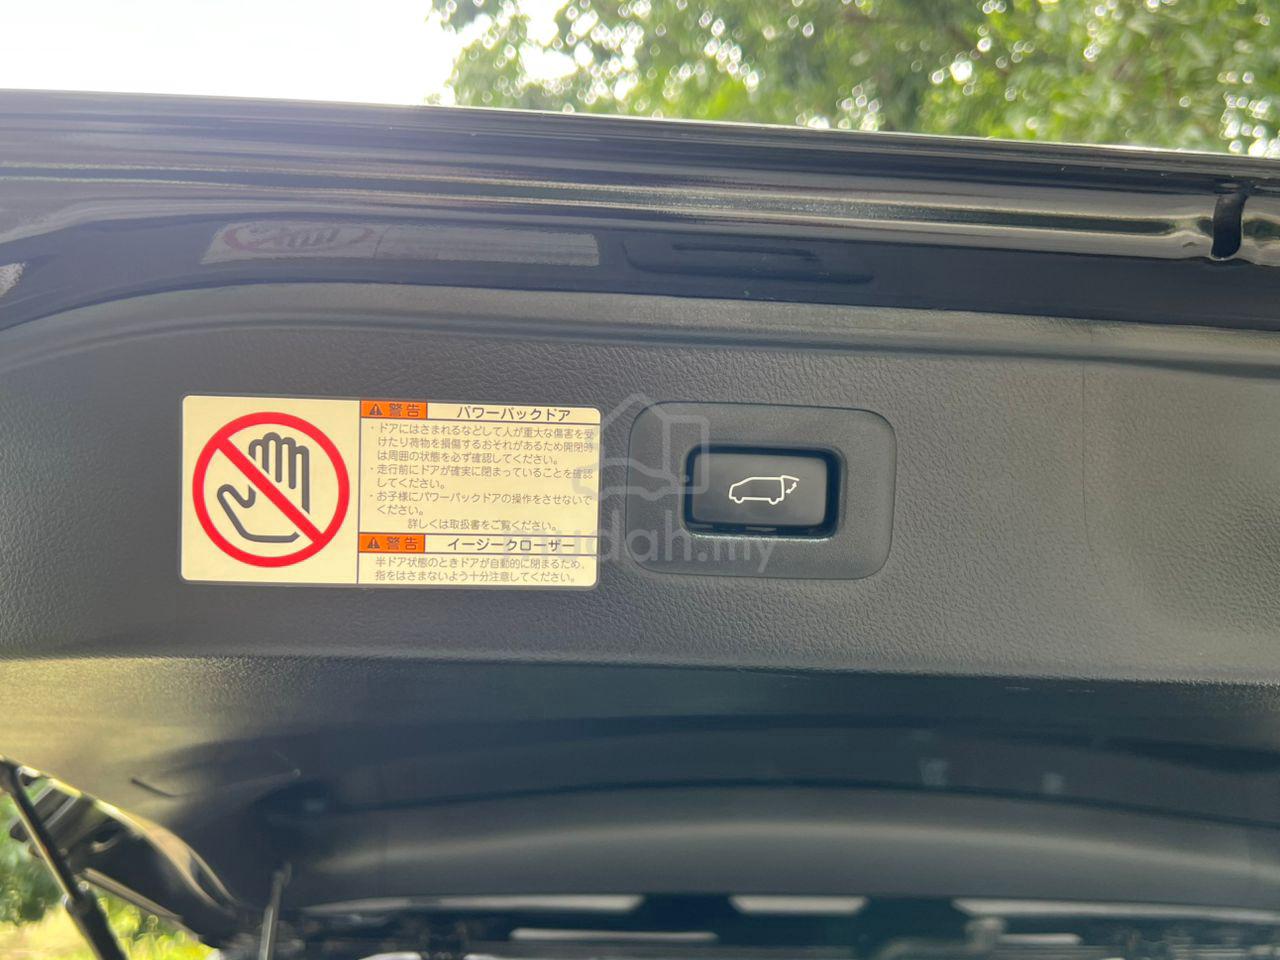 警告 パワーバックドア
・ドアにはさまれるなどして人が重大な傷害を受
けたり荷物を損傷するおそれがあるため開閉時
は周囲の状態を必ず確認してください。
・走行前にドアが確実に閉まっていることを確認
してください。
・お子様にパワーバックドアの操作をさせないで
ください。
詳しくは取扱書をご覧ください。
警告 イージークローザー
半ドア状態のときドアが自動的に閉まるため、
指をはさまないよう十分注意してください。
mudah.my